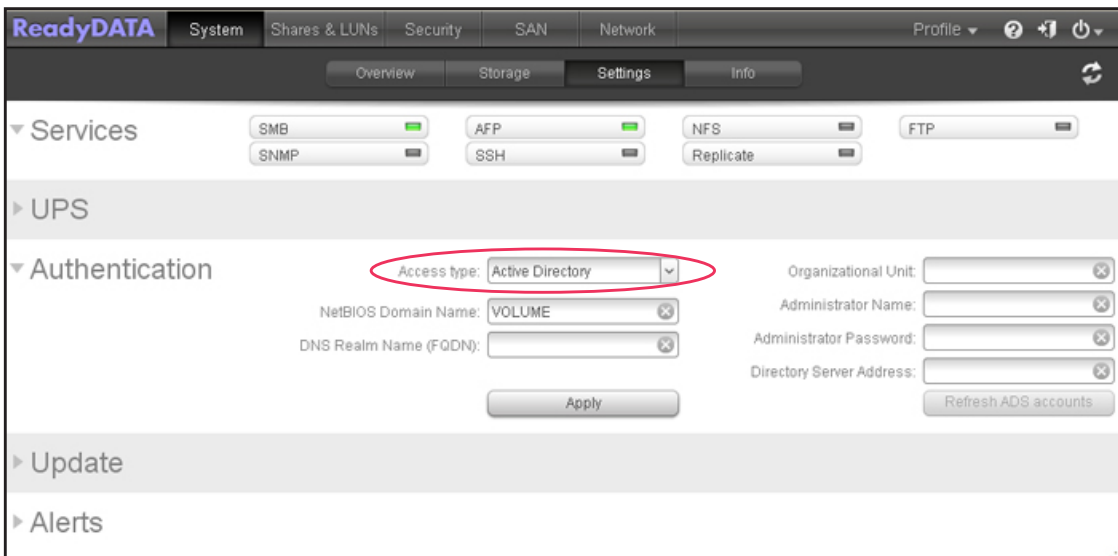 ReadyDATA System Shares & LUNs Security SAN Network Profile
Overview Storage Settings Info
Services SMB AFP NFS FTP
SNMP SSH Replicate
UPS
Authentication Access type: Active Directory Organizational Unit:
NetBIOS Domain Name: VOLUME Administrator Name:
DNS Realm Name (FQDN): Administrator Password:
Directory Server Address:
Apply Refresh ADS accounts
Update
Alerts